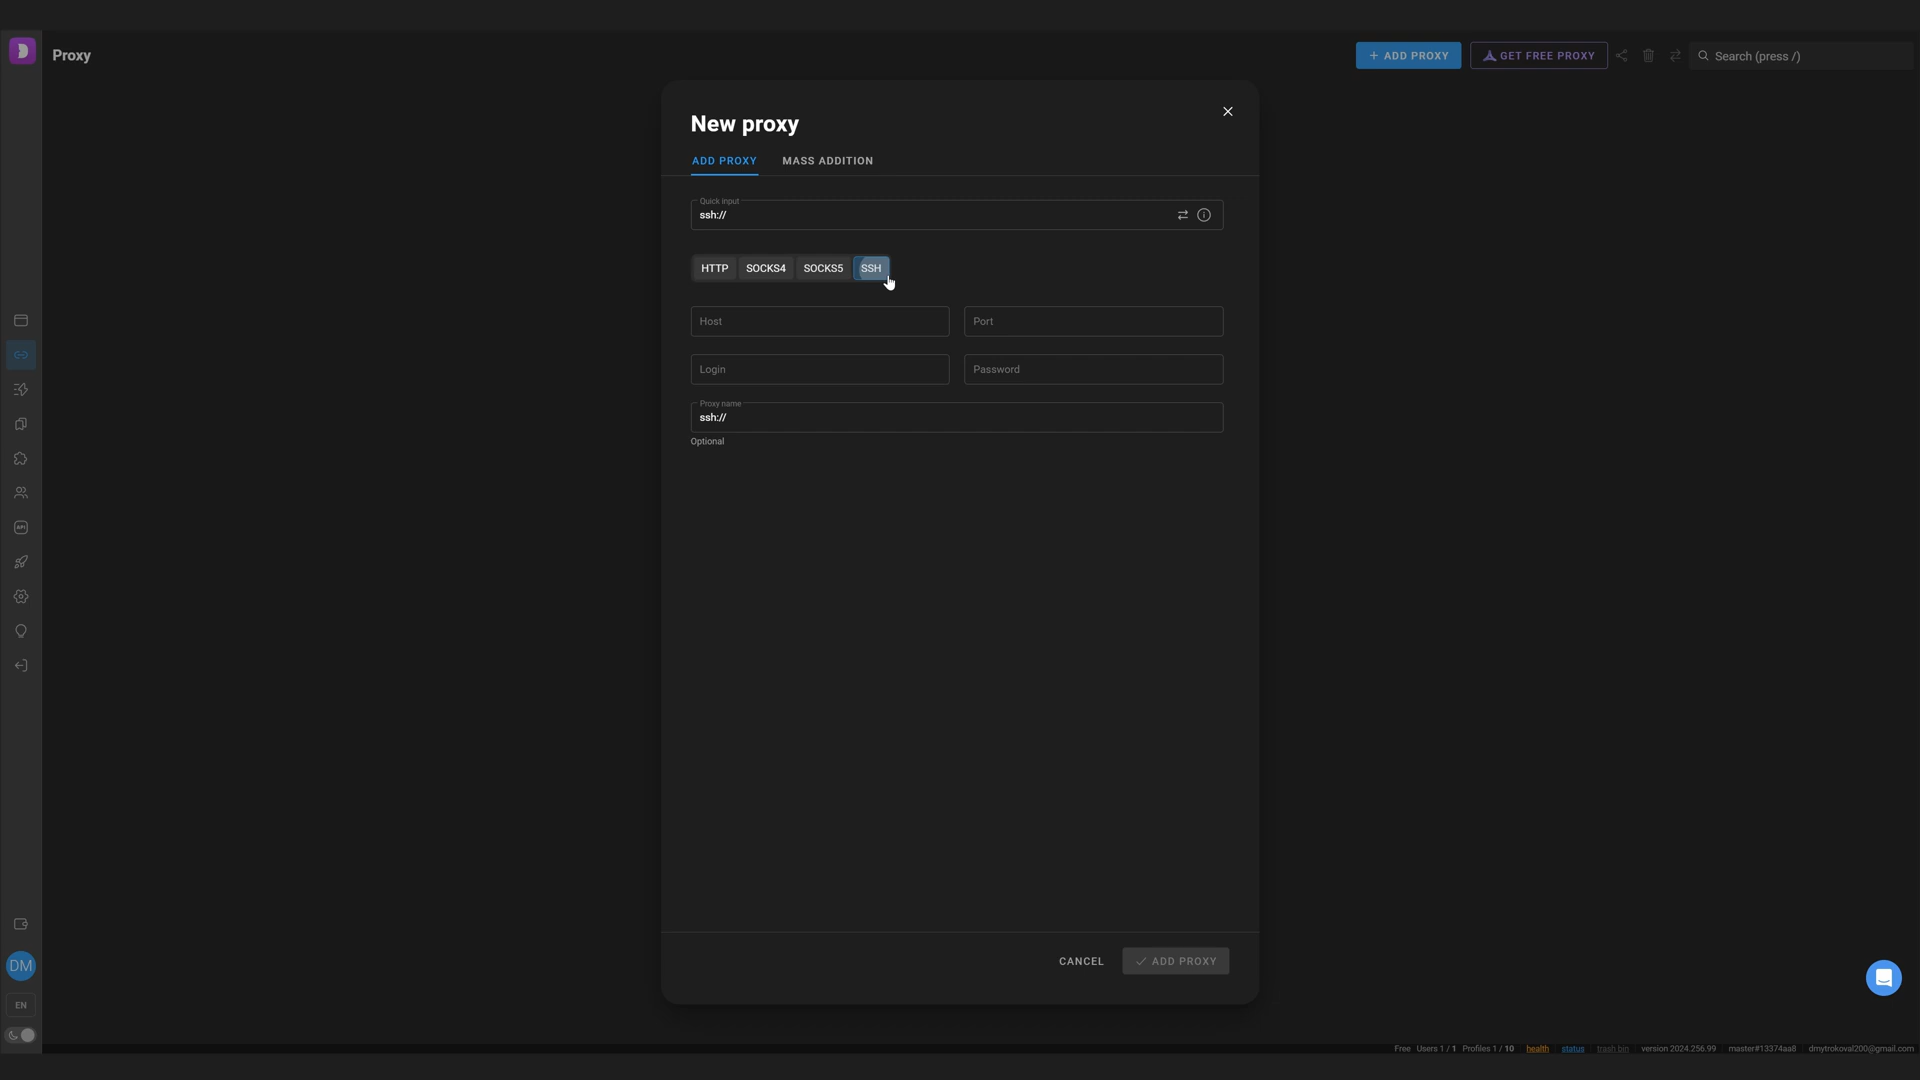 Proxy
+ ADD PROXY
GET FREE PROXY
Search (press /)
New proxy
ADD PROXY
MASS ADDITION
Quick input
ssh://
HTTP
SOCKS4
SOCKS5
SSH
Host
Port
Login
Password
Proxy name
ssh://
Optional
API
CANCEL
ADD PROXY
DM
EN
Free Users 1 / 1 Profiles 1 / 10 health status trash bin version 2024.256.99 master#13374aa8 dmytrokoval200@gmail.com